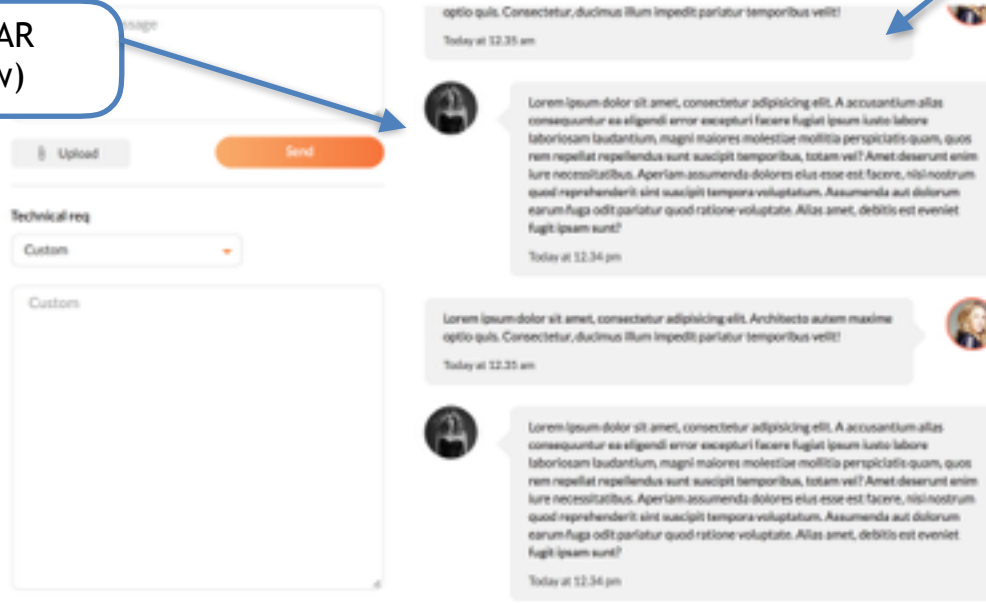 AR
w)
ssage
Upload
Send
Technical req
Custom
Custom
optio quis. Consectetur, ducimus illum impedit pariatur temporibus velit!
Today at 12.35 am
Lorem ipsum dolor sit amet, consectetur adipisicing elit. A accusantium alias
consequuntur ea eligendi error excepturi facere fugiat ipsum iusto labore
laboriosam laudantium, magni maiores molestiae mollitia perspiciatis quam, quos
rem repellat repellendus sunt suscipit temporibus, totam vel? Amet deserunt enim
iure necessitatibus. Aperiam assumenda dolores eius esse est facere, nisi nostrum
quod reprehenderit sint suscipit tempora voluptatum. Assumenda aut dolorum
earum fuga odit pariatur quod ratione voluptate. Alias amet, debitis est eveniet
fugit ipsam sunt?
Today at 12.34 pm
Lorem ipsum dolor sit amet, consectetur adipisicing elit. Architecto autem maxime
optio quis. Consectetur, ducimus illum impedit pariatur temporibus velit!
Today at 12.35 am
Lorem ipsum dolor sit amet, consectetur adipisicing elit. A accusantium alias
consequuntur ea eligendi error excepturi facere fugiat ipsum iusto labore
laboriosam laudantium, magni maiores molestiae mollitia perspiciatis quam, quos
rem repellat repellendus sunt suscipit temporibus, totam vel? Amet deserunt enim
iure necessitatibus. Aperiam assumenda dolores eius esse est facere, nisi nostrum
quod reprehenderit sint suscipit tempora voluptatum. Assumenda aut dolorum
earum fuga odit pariatur quod ratione voluptate. Alias amet, debitis est eveniet
fugit ipsam sunt?
Today at 12.34 pm